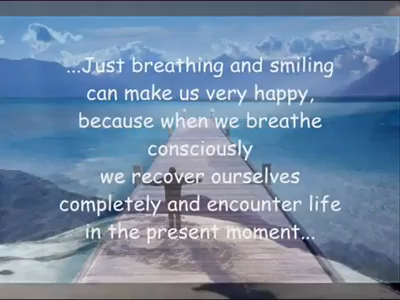 ...Just breathing and smiling
can make us very happy,
because when we breathe
consciously
we recover ourselves
completely and encounter life
in the present moment...